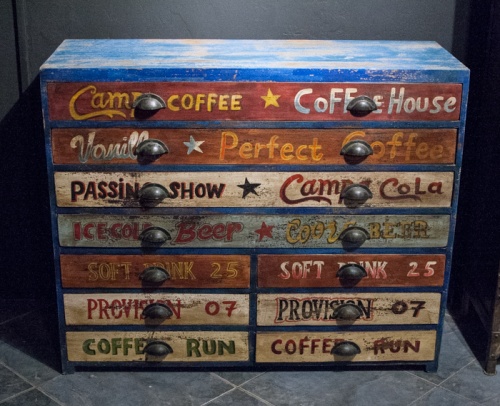 Camp COFFEE ★ COFFEE House
Vanilla ★ Perfect Coffee
PASSING SHOW ★ Camp COLA
ICE COLD Beer ★ COLD BEER
SOFT DRINK 25 SOFT DRINK 25
PROVISION 07 PROVISION 07
COFFEE RUN COFFEE RUN